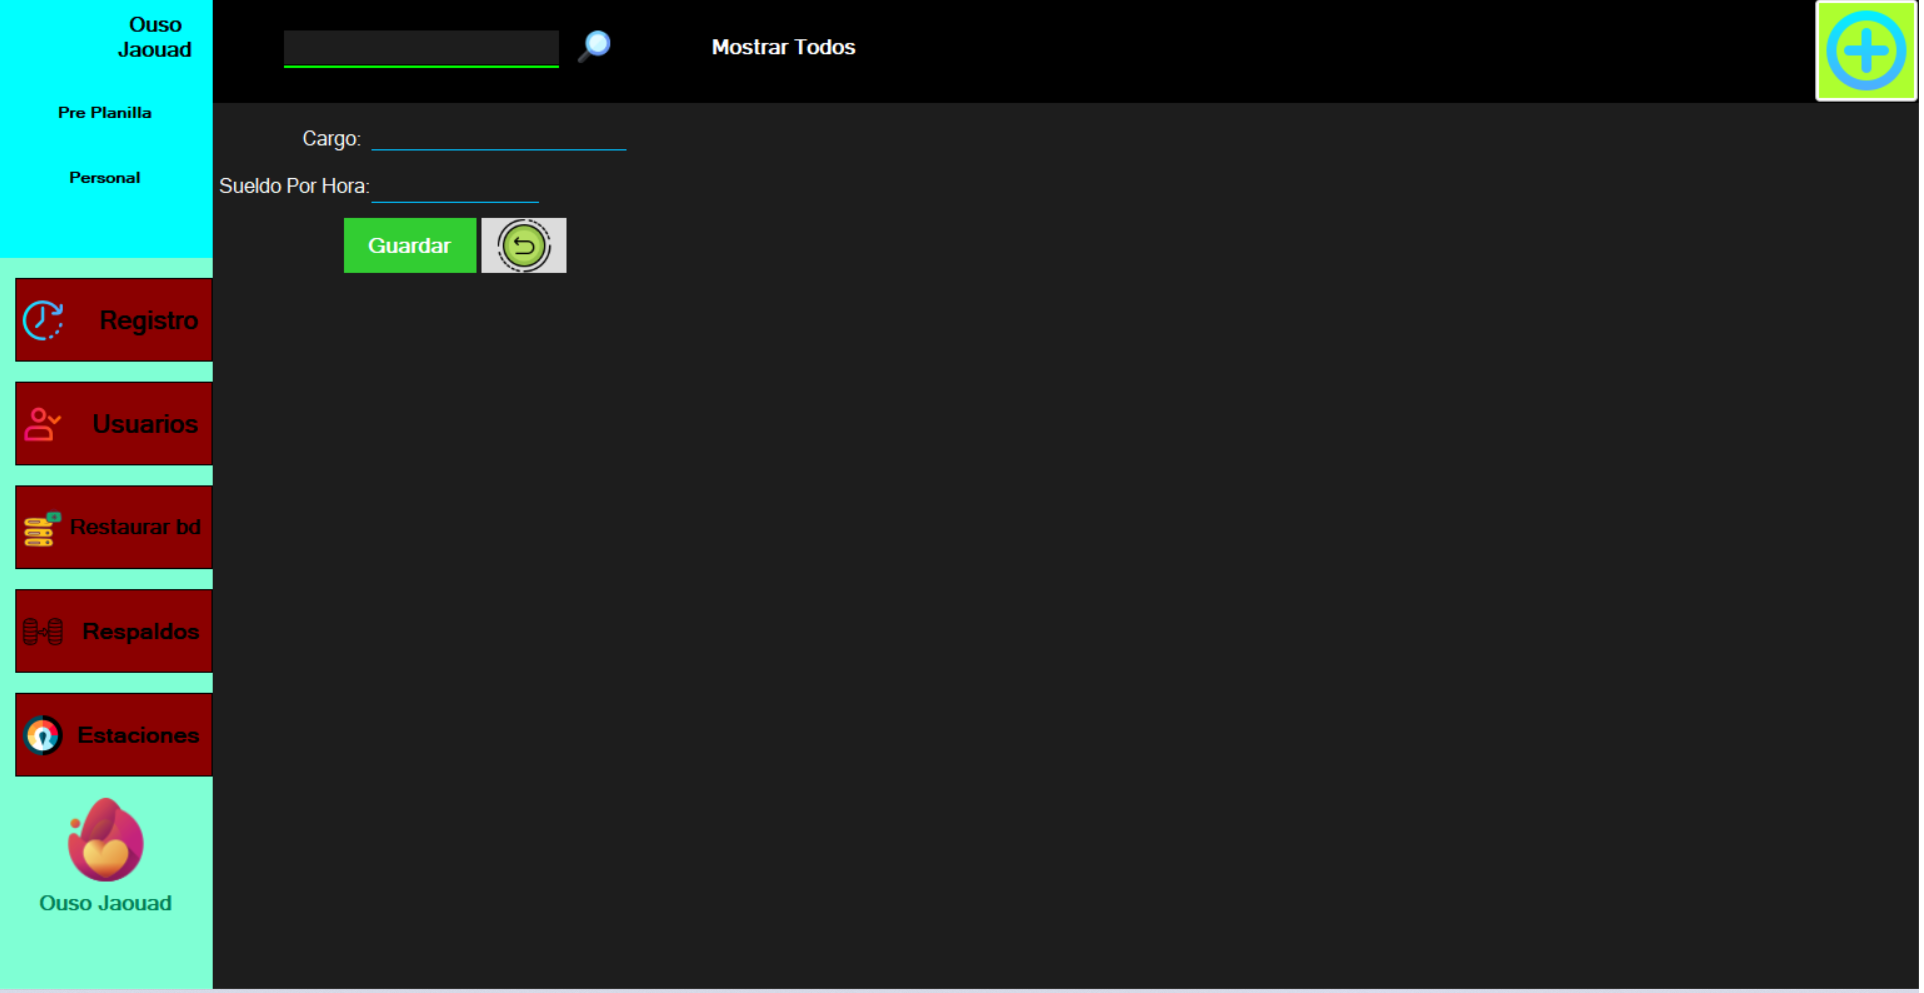 Ouso
Jaouad
Pre Planilla
Personal
Mostrar Todos
Cargo:
Sueldo Por Hora:
Guardar
Registro
Usuarios
Restaurar bd
Respaldos
Estaciones
Ouso Jaouad